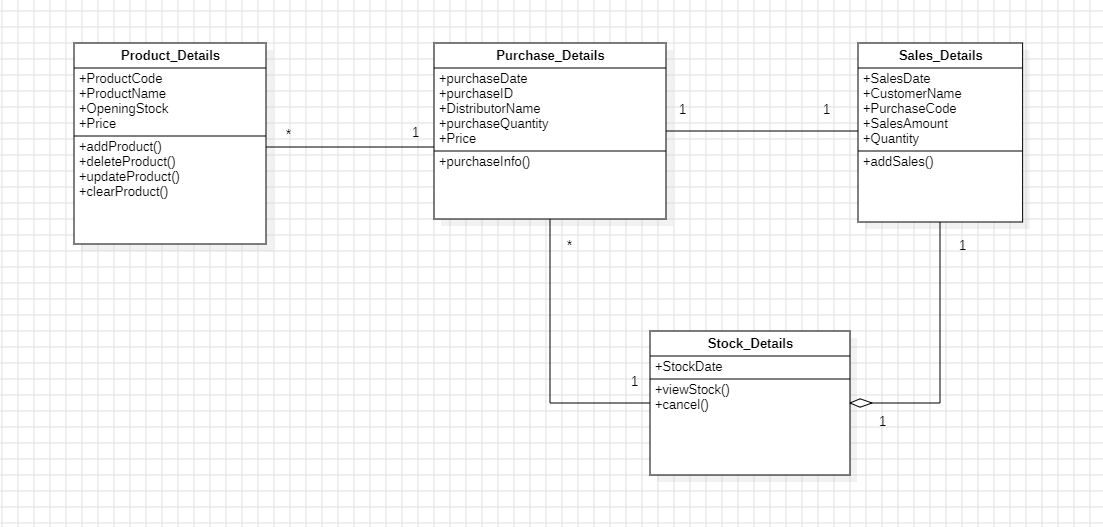 Product_Details
+ProductCode
+ProductName
+OpeningStock
+Price
+addProduct()
+deleteProduct()
+updateProduct()
+clearProduct()
*
1
Purchase_Details
+purchaseDate
+purchaseID
+DistributorName
+purchaseQuantity
+Price
+purchaseInfo()
1
1
Sales_Details
+SalesDate
+CustomerName
+PurchaseCode
+SalesAmount
+Quantity
+addSales()
*
1
1
Stock_Details
+StockDate
+viewStock()
+cancel()
1